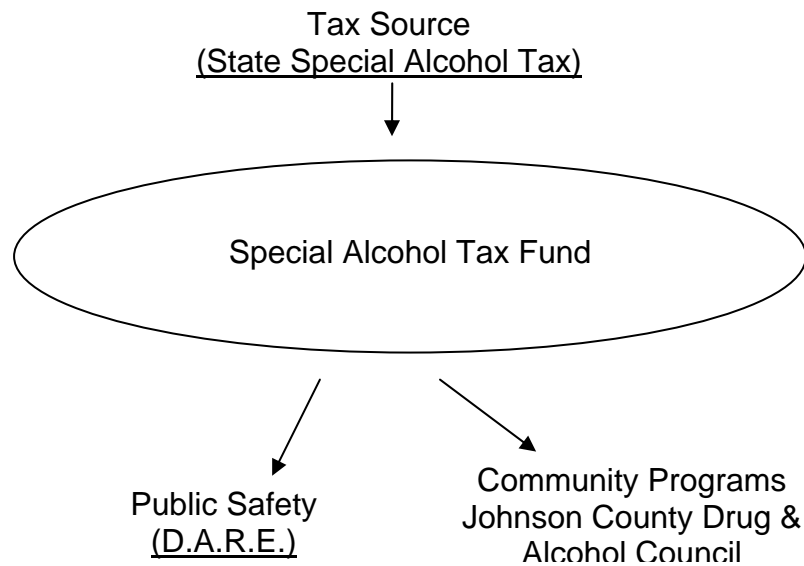 Tax Source
(State Special Alcohol Tax)
Special Alcohol Tax Fund
Public Safety
(D.A.R.E.)
Community Programs
Johnson County Drug &
Alcohol Council